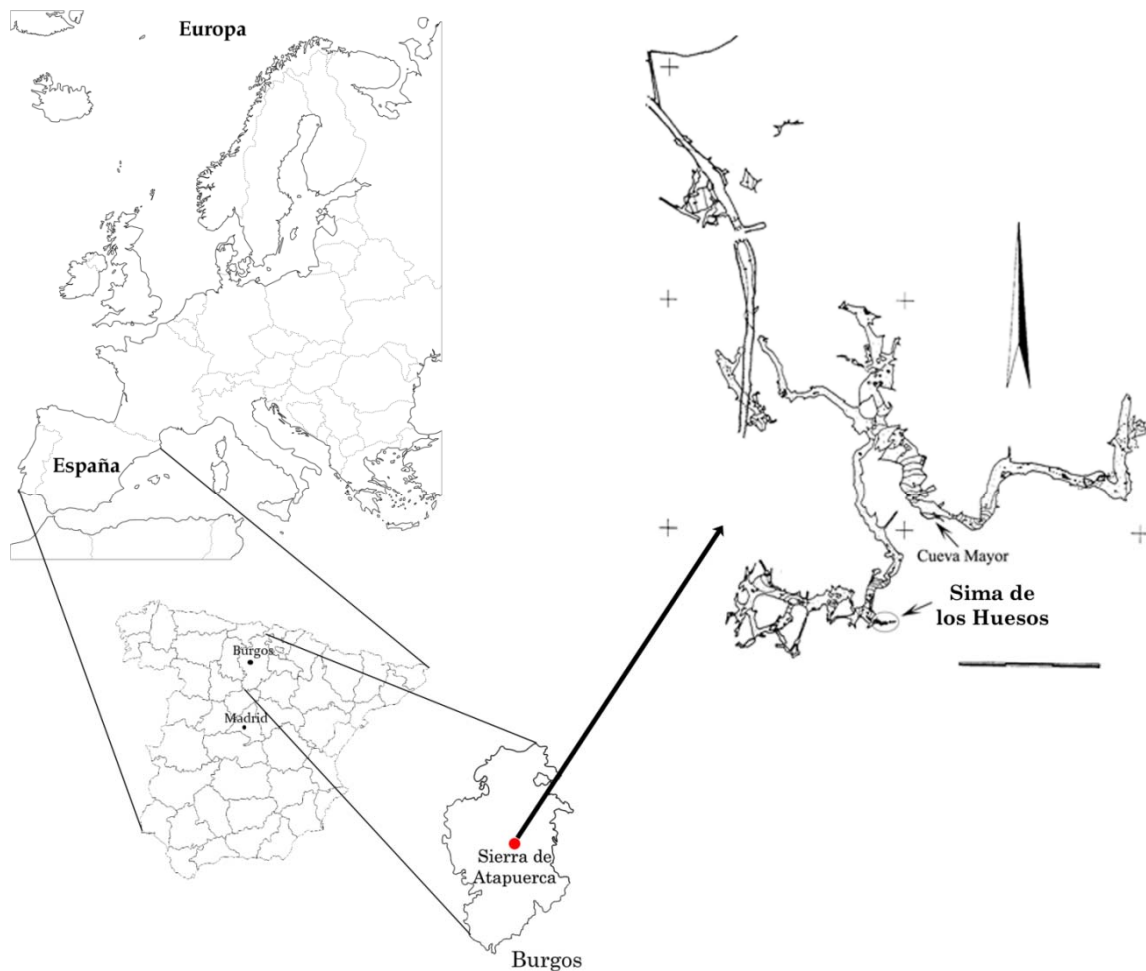 Europa
España
Burgos
Madrid
Sierra de
Atapuerca
Burgos
Cueva Mayor
Sima de
los Huesos